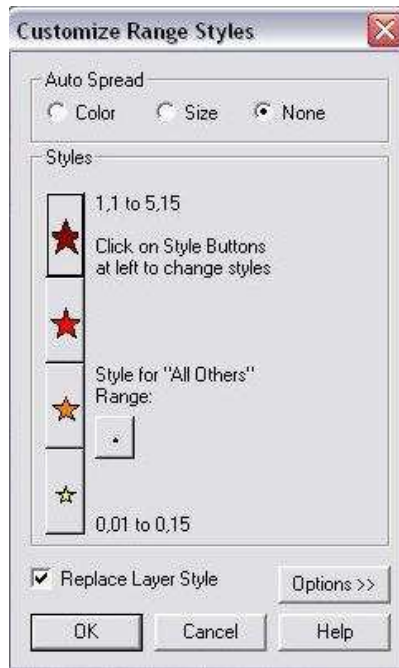 Customize Range Styles
Auto Spread
Color Size None
Styles
1,1 to 5,15
Click on Style Buttons
at left to change styles
Style for "All Others"
Range:
0,01 to 0,15
Replace Layer Style
Options >>
OK Cancel Help